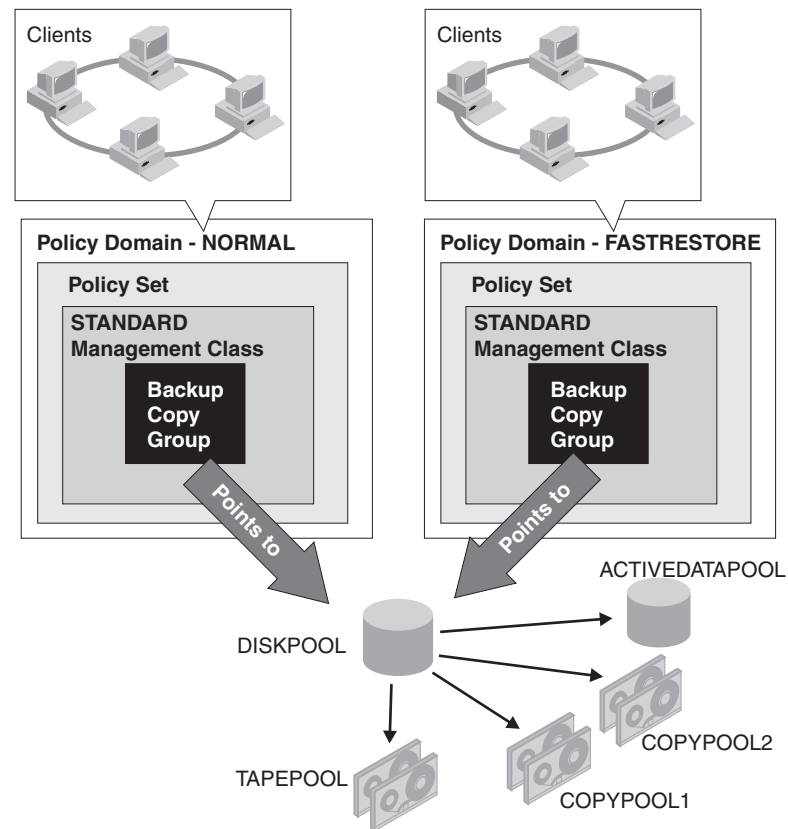 Clients
Clients
Policy Domain - NORMAL
Policy Set
STANDARD
Management Class
Backup
Copy
Group
Points to
Policy Domain - FASTRESTORE
Policy Set
STANDARD
Management Class
Backup
Copy
Group
Points to
ACTIVEDATAPOOL
DISKPOOL
COPYPOOL2
TAPEPOOL
COPYPOOL1